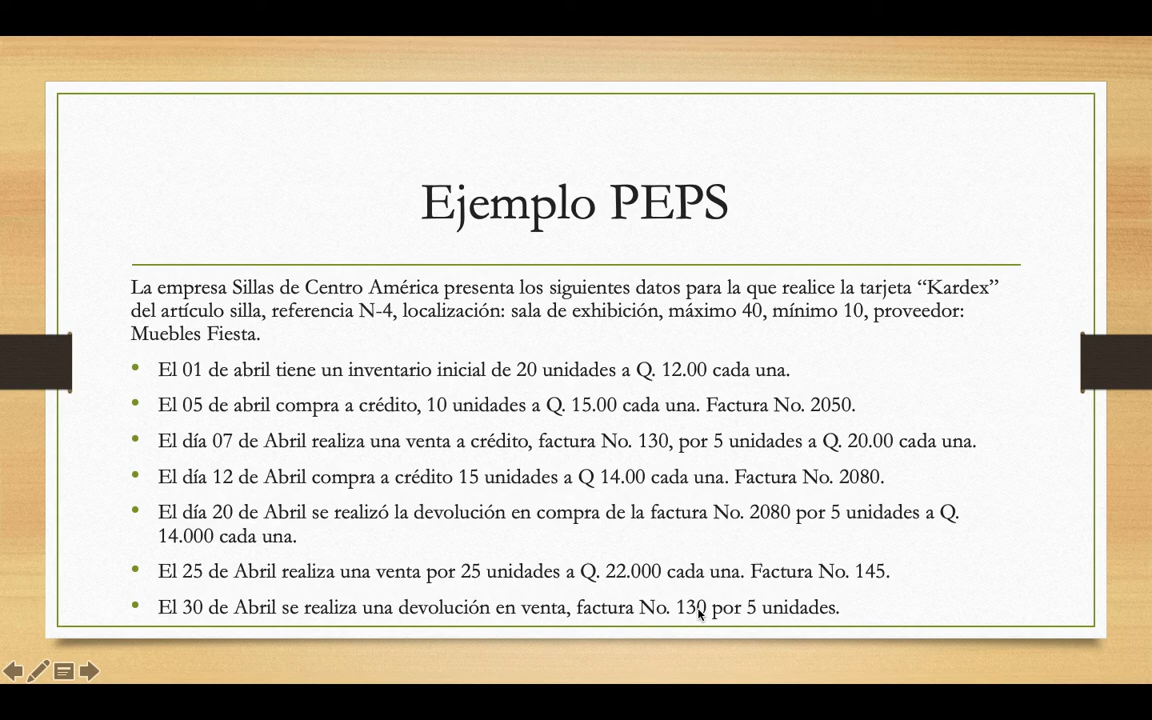 Ejemplo PEPS
La empresa Sillas de Centro América presenta los siguientes datos para la que realice la tarjeta “Kardex”
del artículo silla, referencia N-4, localización: sala de exhibición, máximo 40, mínimo 10, proveedor:
Muebles Fiesta.
• El 01 de abril tiene un inventario inicial de 20 unidades a Q. 12.00 cada una.
• El 05 de abril compra a crédito, 10 unidades a Q. 15.00 cada una. Factura No. 2050.
• El día 07 de Abril realiza una venta a crédito, factura No. 130, por 5 unidades a Q. 20.00 cada una.
• El día 12 de Abril compra a crédito 15 unidades a Q 14.00 cada una. Factura No. 2080.
• El día 20 de Abril se realizó la devolución en compra de la factura No. 2080 por 5 unidades a Q.
14.000 cada una.
• El 25 de Abril realiza una venta por 25 unidades a Q. 22.000 cada una. Factura No. 145.
• El 30 de Abril se realiza una devolución en venta, factura No. 130 por 5 unidades.